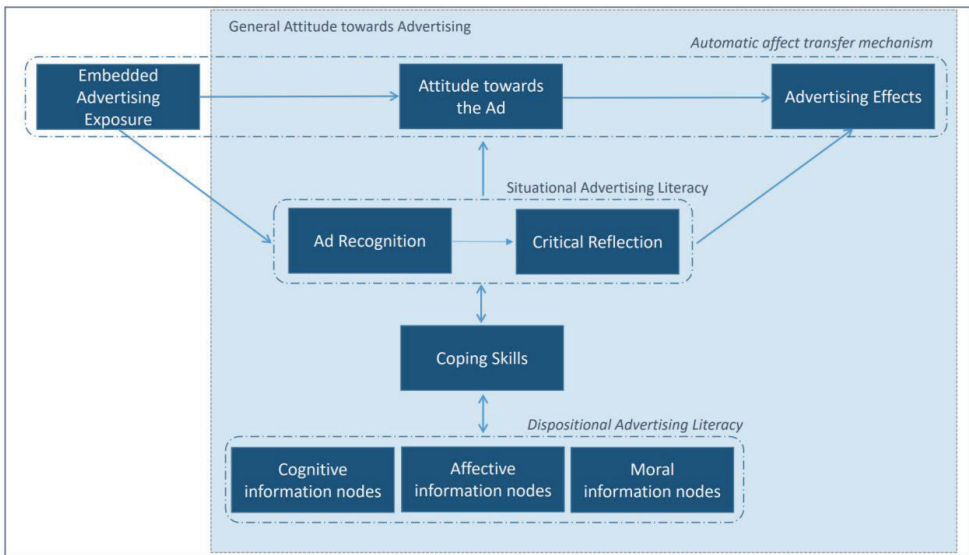 General Attitude towards Advertising
Automatic affect transfer mechanism
Embedded
Advertising
Exposure
Attitude towards
the Ad
Advertising Effects
Situational Advertising Literacy
Ad Recognition
Critical Reflection
Coping Skills
Dispositional Advertising Literacy
Cognitive
information nodes
Affective
information nodes
Moral
information nodes